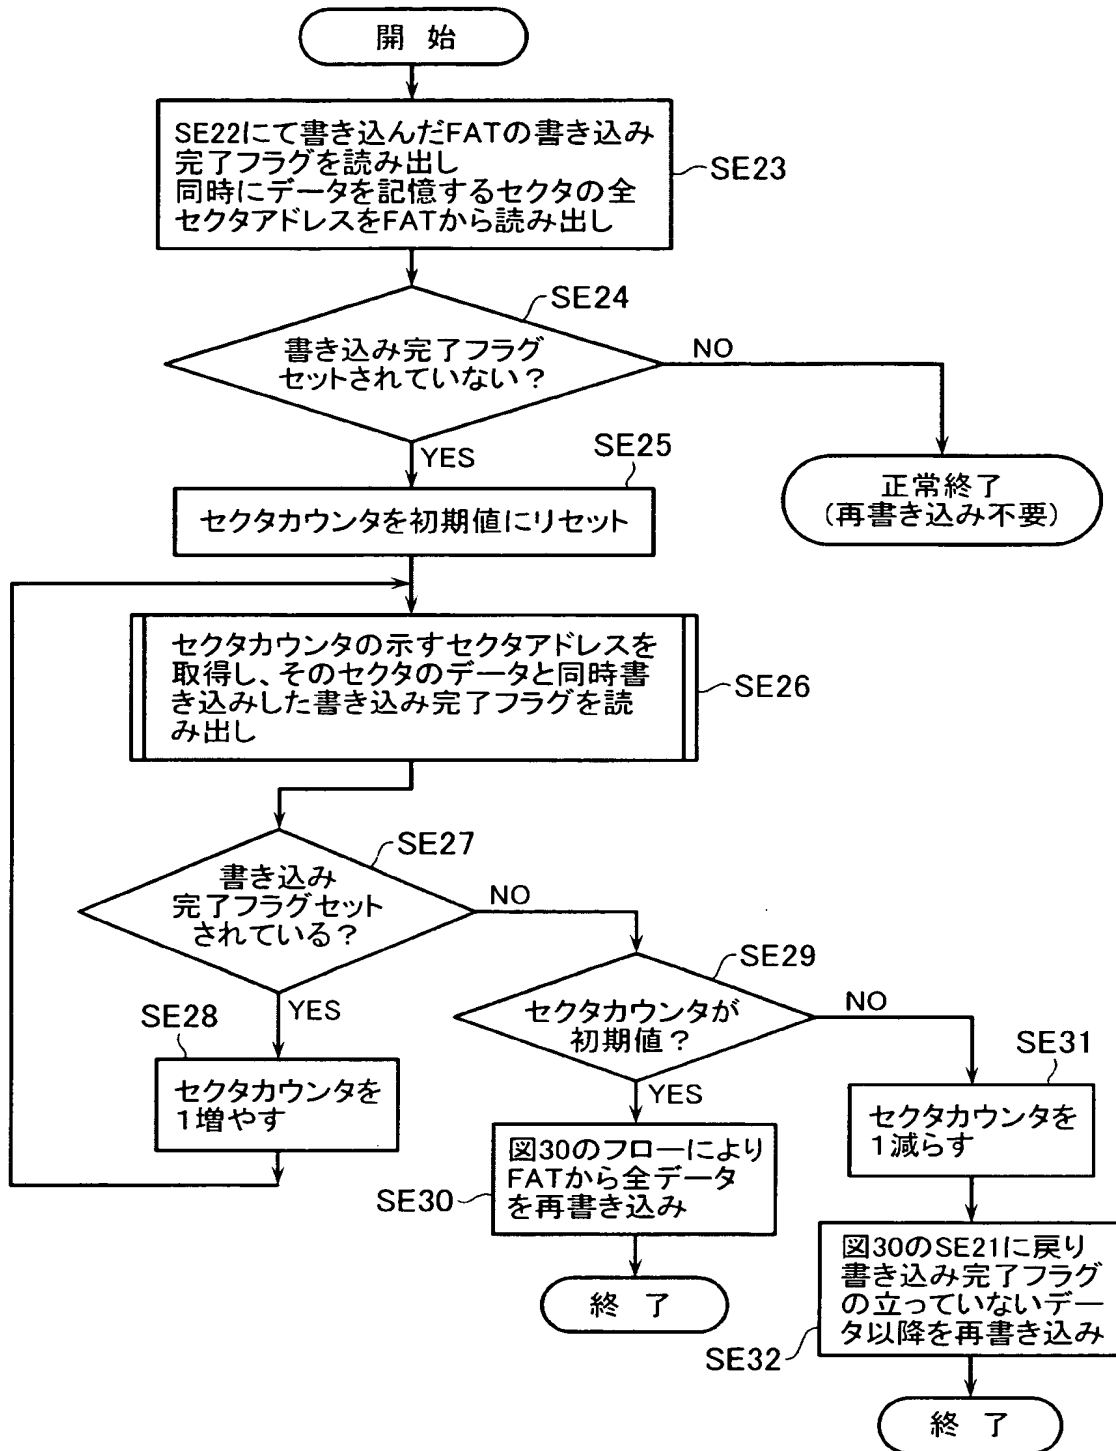 開 始
SE22にて書き込んだFATの書き込み
完了フラグを読み出し
同時にデータを記憶するセクタの全
セクタアドレスをFATから読み出し
SE23
SE24
書き込み完了フラグ
セットされていない？
NO
YES
SE25
セクタカウンタを初期値にリセット
正常終了
(再書き込み不要)
セクタカウンタの示すセクタアドレスを
取得し、そのセクタのデータと同時書
き込みした書き込み完了フラグを読
み出し
SE26
SE27
書き込み
完了フラグセット
されている？
NO
YES
SE28
セクタカウンタを
1増やす
SE29
セクタカウンタが
初期値？
NO
YES
SE31
セクタカウンタを
1減らす
図30のフローにより
FATから全データ
を再書き込み
SE30
終 了
図30のSE21に戻り
書き込み完了フラグ
の立っていないデー
タ以降を再書き込み
SE32
終 了